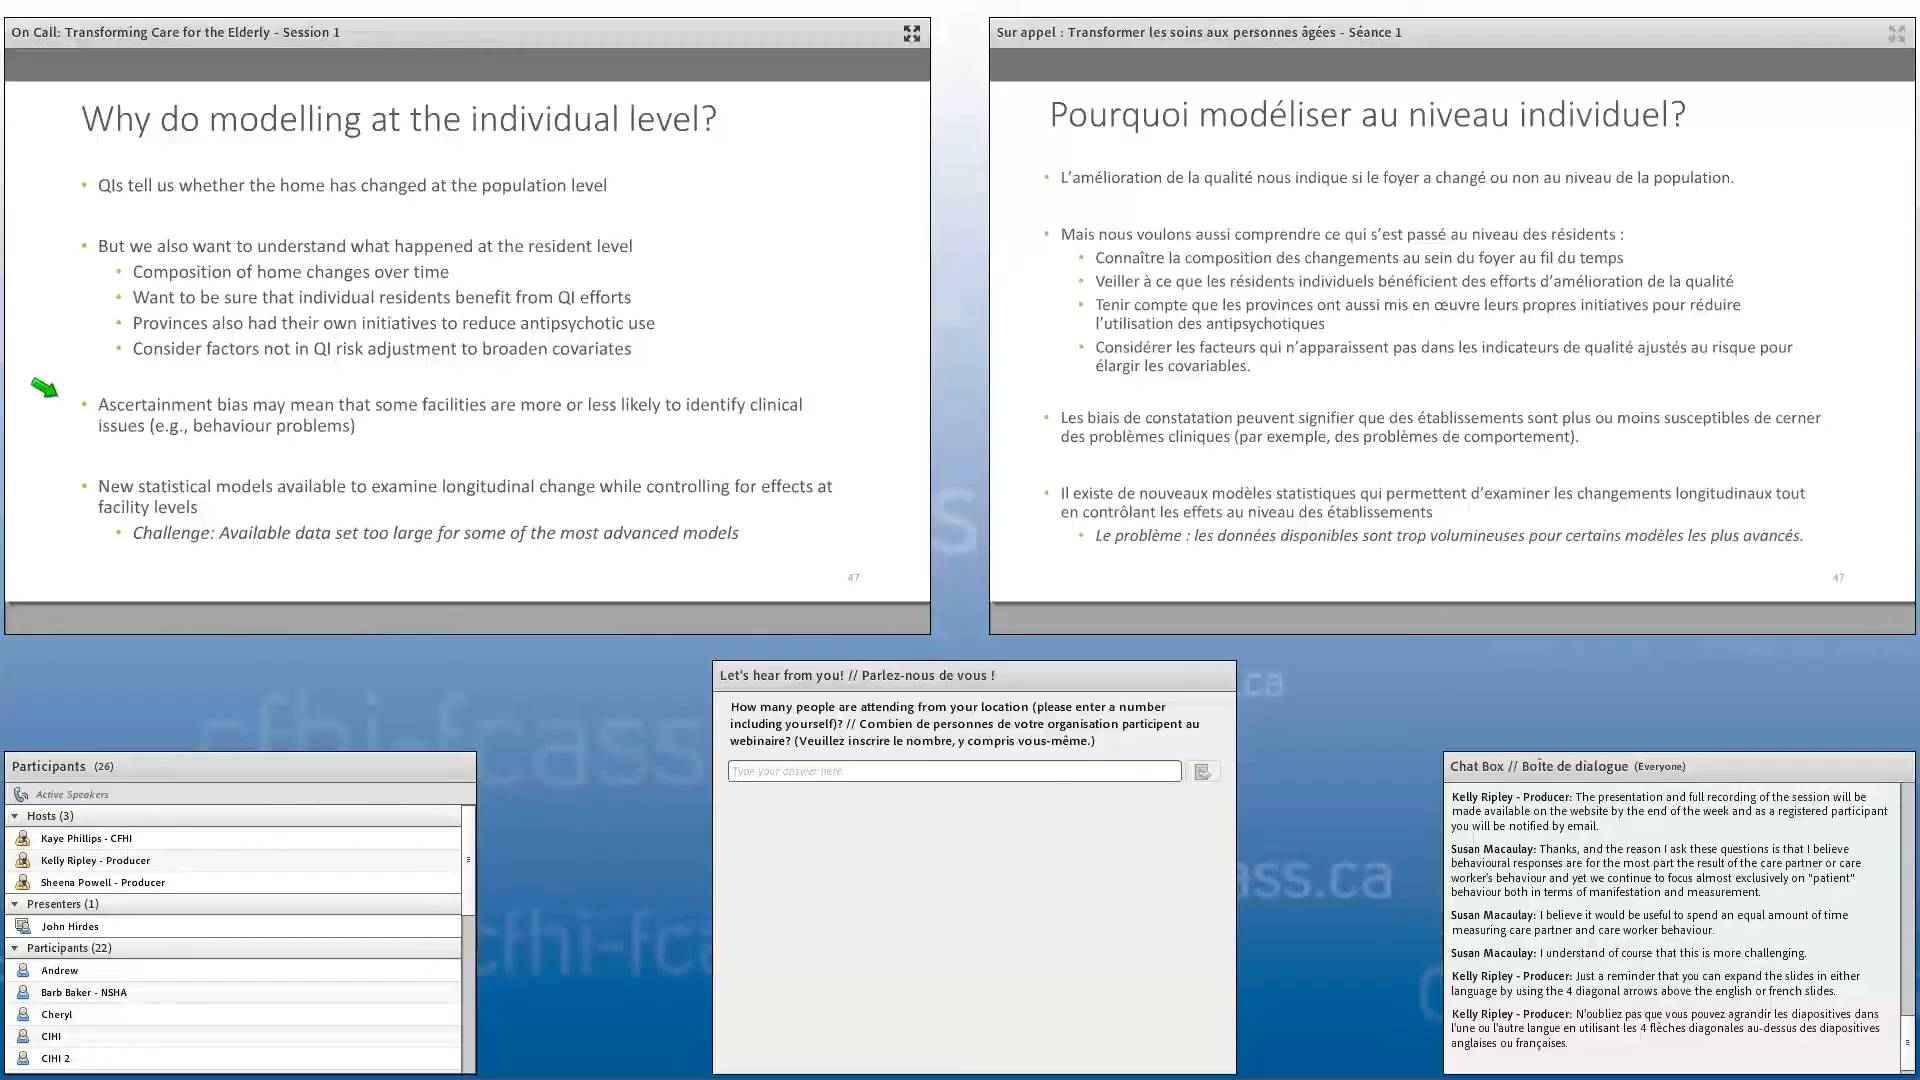 On Call: Transforming Care for the Elderly - Session 1
Why do modelling at the individual level?
• QIs tell us whether the home has changed at the population level
• But we also want to understand what happened at the resident level
• Composition of home changes over time
• Want to be sure that individual residents benefit from QI efforts
• Provinces also had their own initiatives to reduce antipsychotic use
• Consider factors not in QI risk adjustment to broaden covariates
• Ascertainment bias may mean that some facilities are more or less likely to identify clinical
issues (e.g., behaviour problems)
• New statistical models available to examine longitudinal change while controlling for effects at
facility levels
• Challenge: Available data set too large for some of the most advanced models
47
Sur appel : Transformer les soins aux personnes âgées - Séance 1
Pourquoi modéliser au niveau individuel?
• L'amélioration de la qualité nous indique si le foyer a changé ou non au niveau de la population.
• Mais nous voulons aussi comprendre ce qui s'est passé au niveau des résidents :
• Connaître la composition des changements au sein du foyer au fil du temps
• Veiller à ce que les résidents individuels bénéficient des efforts d'amélioration de la qualité
• Tenir compte que les provinces ont aussi mis en œuvre leurs propres initiatives pour réduire
l'utilisation des antipsychotiques
• Considérer les facteurs qui n'apparaissent pas dans les indicateurs de qualité ajustés au risque pour
élargir les covariables.
• Les biais de constatation peuvent signifier que des établissements sont plus ou moins susceptibles de cerner
des problèmes cliniques (par exemple, des problèmes de comportement).
• Il existe de nouveaux modèles statistiques qui permettent d'examiner les changements longitudinaux tout
en contrôlant les effets au niveau des établissements
• Le problème : les données disponibles sont trop volumineuses pour certains modèles les plus avancés.
47
Let's hear from you! // Parlez-nous de vous !
How many people are attending from your location (please enter a number
including yourself)? // Combien de personnes de votre organisation participent au
webinaire? (Veuillez inscrire le nombre, y compris vous-même.)
Type your answer here.
Participants (26)
Active Speakers
Hosts (3)
Kaye Phillips - CFHI
Kelly Ripley - Producer
Sheena Powell - Producer
Presenters (1)
John Hirdes
Participants (22)
Andrew
Barb Baker - NSHA
Cheryl
CIHI
CIHI 2
Chat Box // Boîte de dialogue (Everyone)
Kelly Ripley - Producer: The presentation and full recording of the session will be
made available on the website by the end of the week and as a registered participant
you will be notified by email.
Susan Macaulay: Thanks, and the reason I ask these questions is that I believe
behavioural responses are for the most part the result of the care partner or care
worker's behaviour and yet we continue to focus almost exclusively on "patient"
behaviour both in terms of manifestation and measurement.
Susan Macaulay: I believe it would be useful to spend an equal amount of time
measuring care partner and care worker behaviour.
Susan Macaulay: I understand of course that this is more challenging.
Kelly Ripley - Producer: Just a reminder that you can expand the slides in either
language by using the 4 diagonal arrows above the english or french slides.
Kelly Ripley - Producer: N'oubliez pas que vous pouvez agrandir les diapositives dans
l'une ou l'autre langue en utilisant les 4 flèches diagonales au-dessus des diapositives
anglaises ou françaises.
cfhi-fcass
cfhi-fc
.ca
ass.ca
s